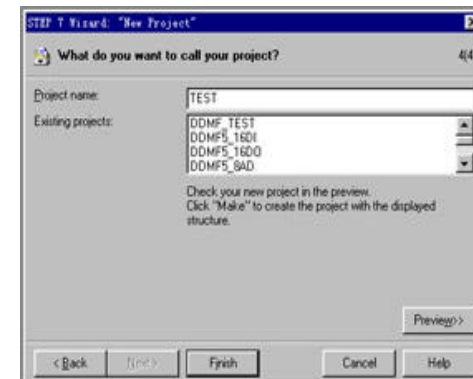 STEP 7 Wizard: "New Project"
What do you want to call your project?
4(4
Project name:
TEST
Existing projects:
DDMF_TEST
DDMF5_16DI
DDMF5_16DO
DDMF5_8AD
Check your new project in the preview.
Click "Make" to create the project with the displayed
structure.
Preview>>
< Back
Next >
Finish
Cancel
Help